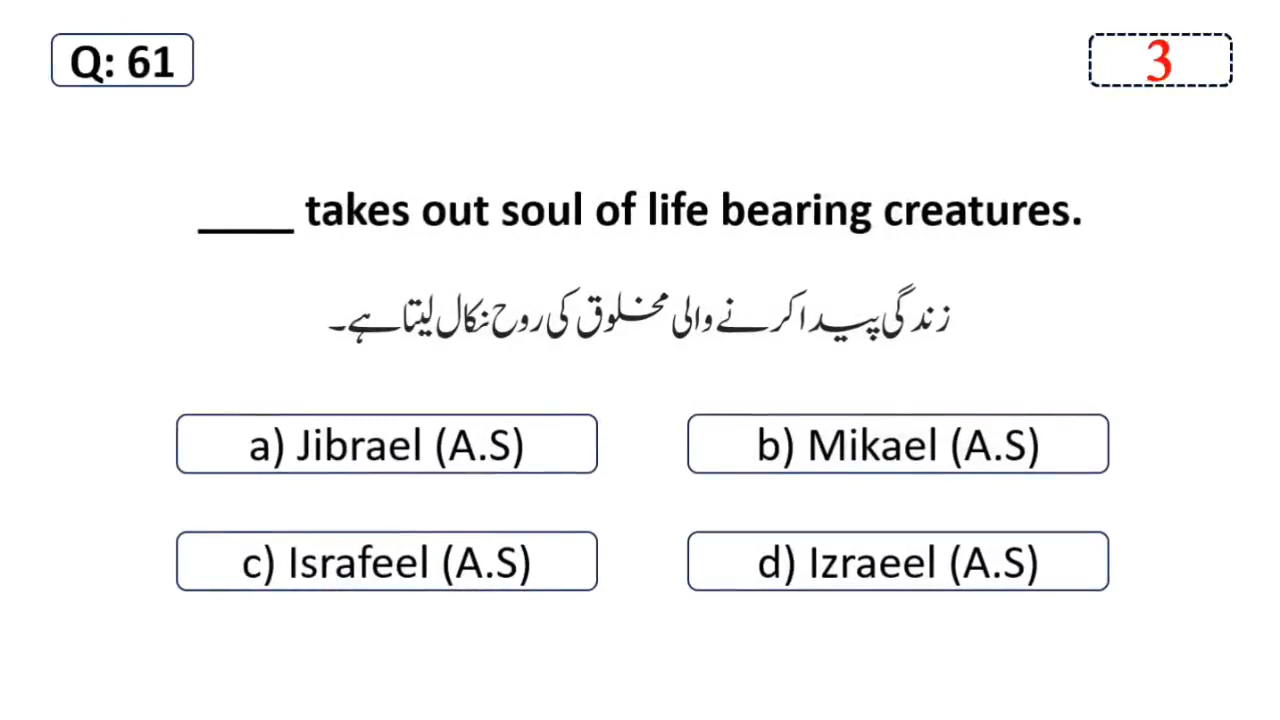 Q: 61
3
____ takes out soul of life bearing creatures.
زندگی پیدا کرنے والی مخلوق کی روح نکال لیتا ہے۔
a) Jibrael (A.S)
b) Mikael (A.S)
c) Israfeel (A.S)
d) Izraeel (A.S)